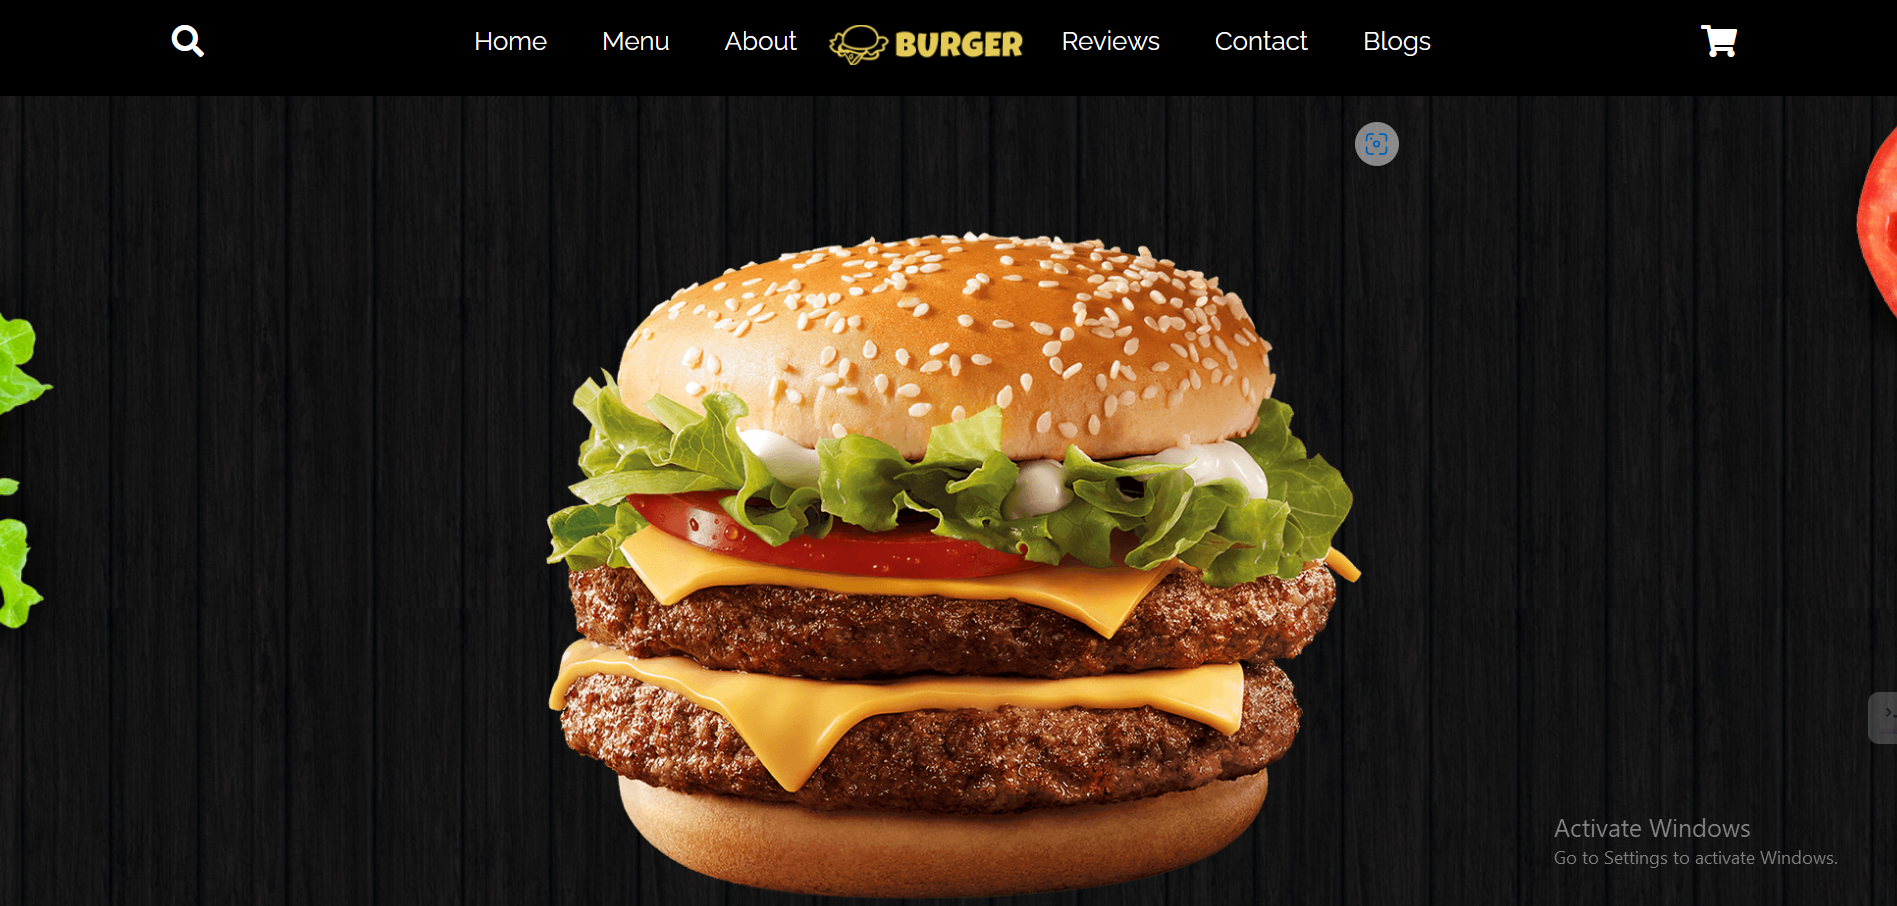 Home Menu About BURGER Reviews Contact Blogs
Activate Windows
Go to Settings to activate Windows.